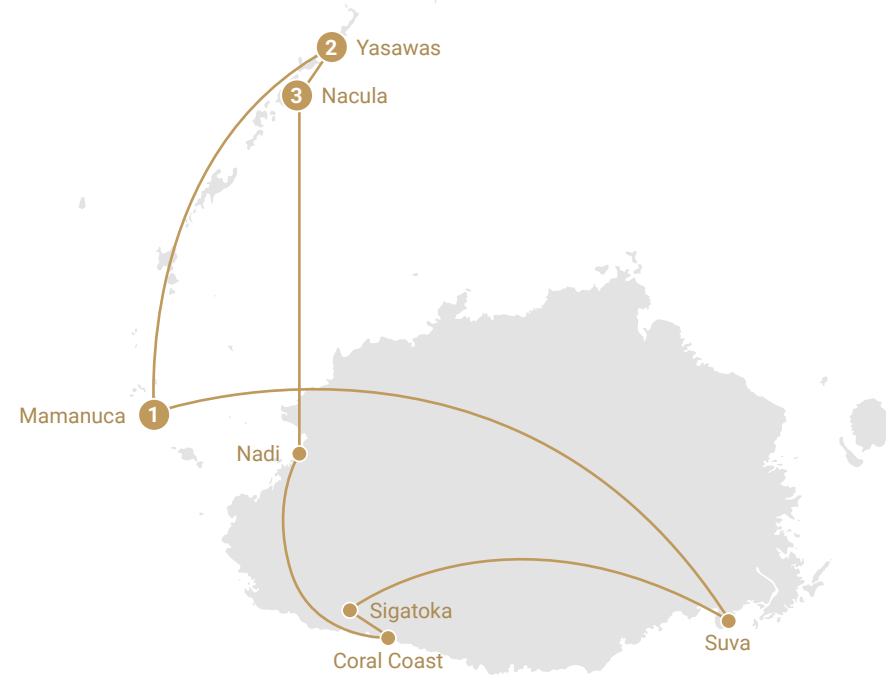 2 Yasawas
3 Nacula
Mamanuca 1
Nadi
Sigatoka
Suva
Coral Coast